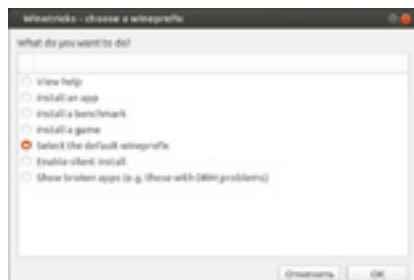 Winetricks - choose a wineprefix
What do you want to do?
View help
Install an app
Install a benchmark
Install a game
Select the default wineprefix
Enable silent install
Show broken apps (e.g. those with DRM problems)
Отменить
OK